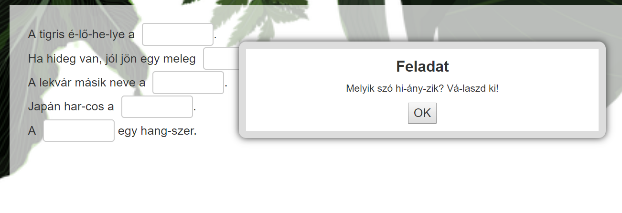 A tigris é-lő-he-lye a .
Ha hideg van, jól jön egy meleg
A lekvár másik neve a .
Japán har-cos a .
A egy hang-szer.
Feladat
Melyik szó hi-ány-zik? Vá-laszd ki!
OK